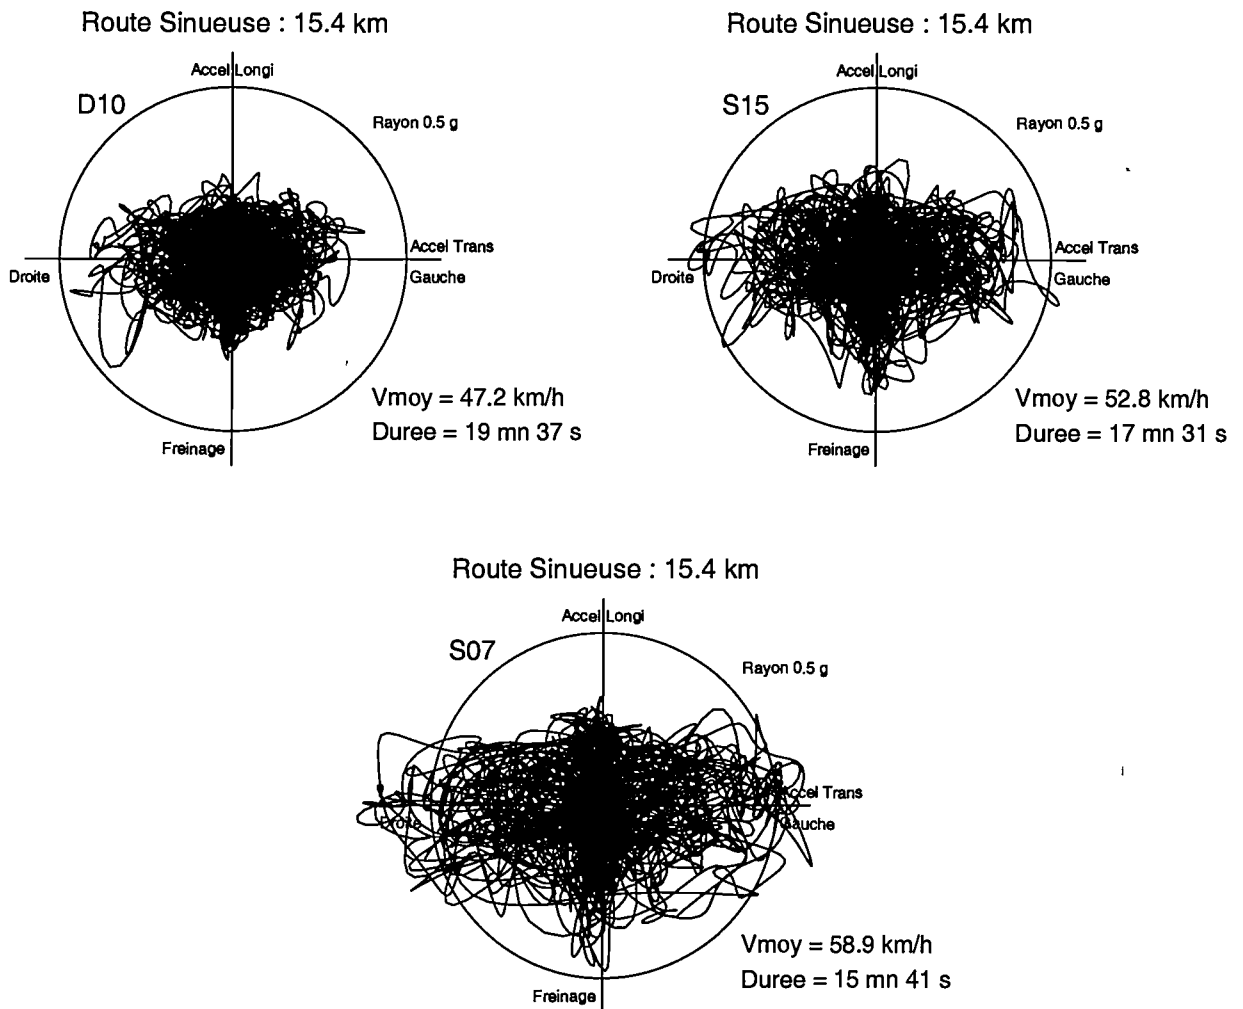 Route Sinueuse : 15.4 km
Accel Longi
D10
Rayon 0.5 g
Accel Trans
Droite
Gauche
Vmoy = 47.2 km/h
Duree = 19 mn 37 s
Freinage
Route Sinueuse : 15.4 km
Accel Longi
S15
Rayon 0.5 g
Accel Trans
Droite
Gauche
Vmoy = 52.8 km/h
Duree = 17 mn 31 s
Freinage
Route Sinueuse : 15.4 km
Accel Longi
S07
Rayon 0.5 g
Accel Trans
Droite
Gauche
Vmoy = 58.9 km/h
Duree = 15 mn 41 s
Freinage